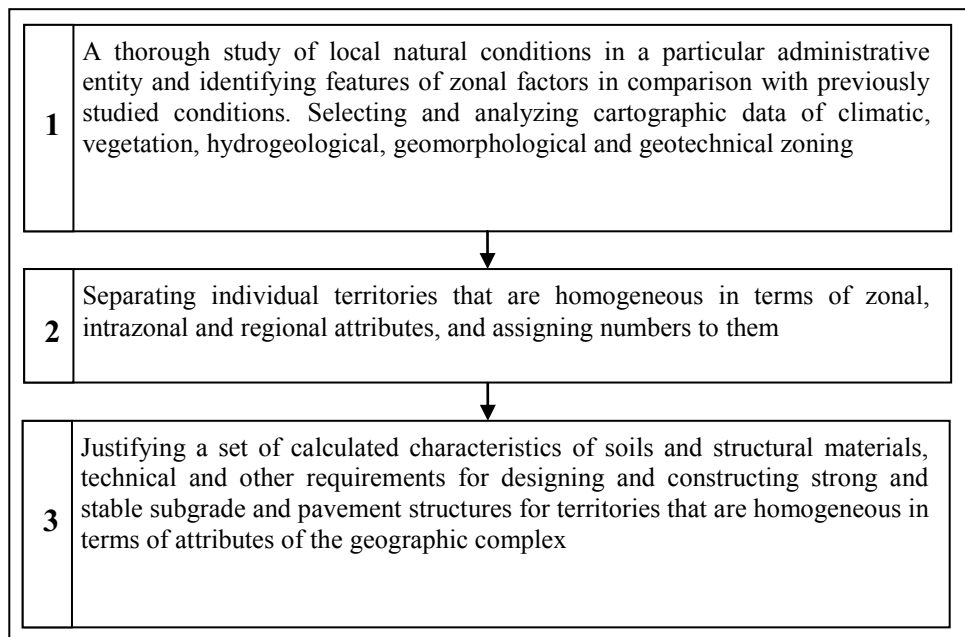 1
A thorough study of local natural conditions in a particular administrative
entity and identifying features of zonal factors in comparison with previously
studied conditions. Selecting and analyzing cartographic data of climatic,
vegetation, hydrogeological, geomorphological and geotechnical zoning
2
Separating individual territories that are homogeneous in terms of zonal,
intrazonal and regional attributes, and assigning numbers to them
3
Justifying a set of calculated characteristics of soils and structural materials,
technical and other requirements for designing and constructing strong and
stable subgrade and pavement structures for territories that are homogeneous in
terms of attributes of the geographic complex